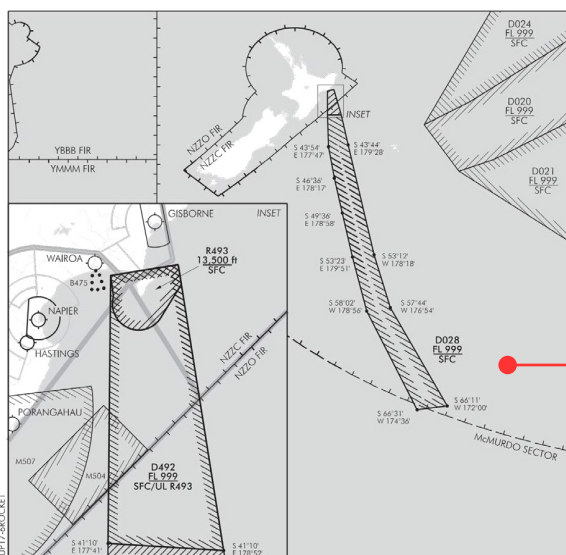 D024
FL 999
SFC
D020
FL 999
SFC
D021
FL 999
SFC
INSET
NZZO FIR
NZZC FIR
YBBB FIR
YMMM FIR
S 43°54'
E 177°47'
S 43°44'
E 179°28'
S 46°36'
E 178°17'
S 49°36'
E 178°58'
S 53°23'
E 179°51'
S 53°12'
W 178°18'
S 58°02'
W 178°56'
S 57°44'
W 176°54'
D028
FL 999
SFC
S 66°31'
W 174°36'
S 66°11'
W 172°00'
McMURDO SECTOR
GISBORNE
INSET
R493
13,500 ft
SFC
WAIROA
B475
NAPIER
HASTINGS
NZZC FIR
NZZO FIR
PORANGAHAU
M507
M504
D492
FL 999
SFC/UL R493
S 41°10'
E 177°41'
S 41°10'
E 178°52'